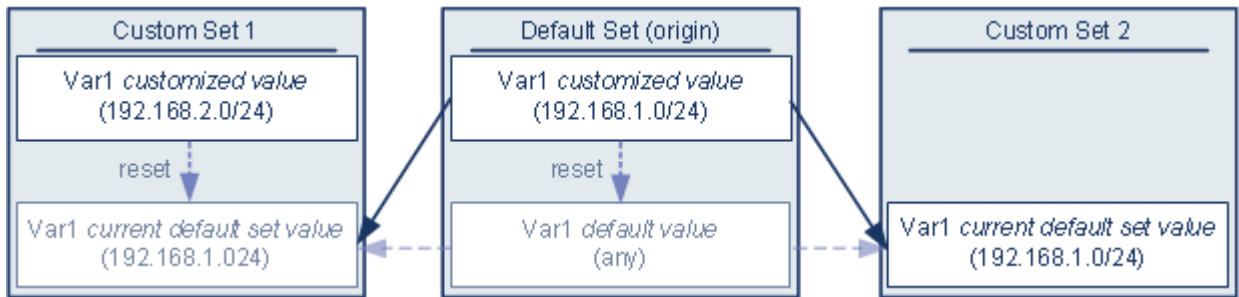 Custom Set 1
Var1 customized value
(192.168.2.0/24)
reset
Var1 current default set value
(192.168.1.024)
Default Set (origin)
Var1 customized value
(192.168.1.0/24)
reset
Var1 default value
(any)
Custom Set 2
Var1 current default set value
(192.168.1.0/24)